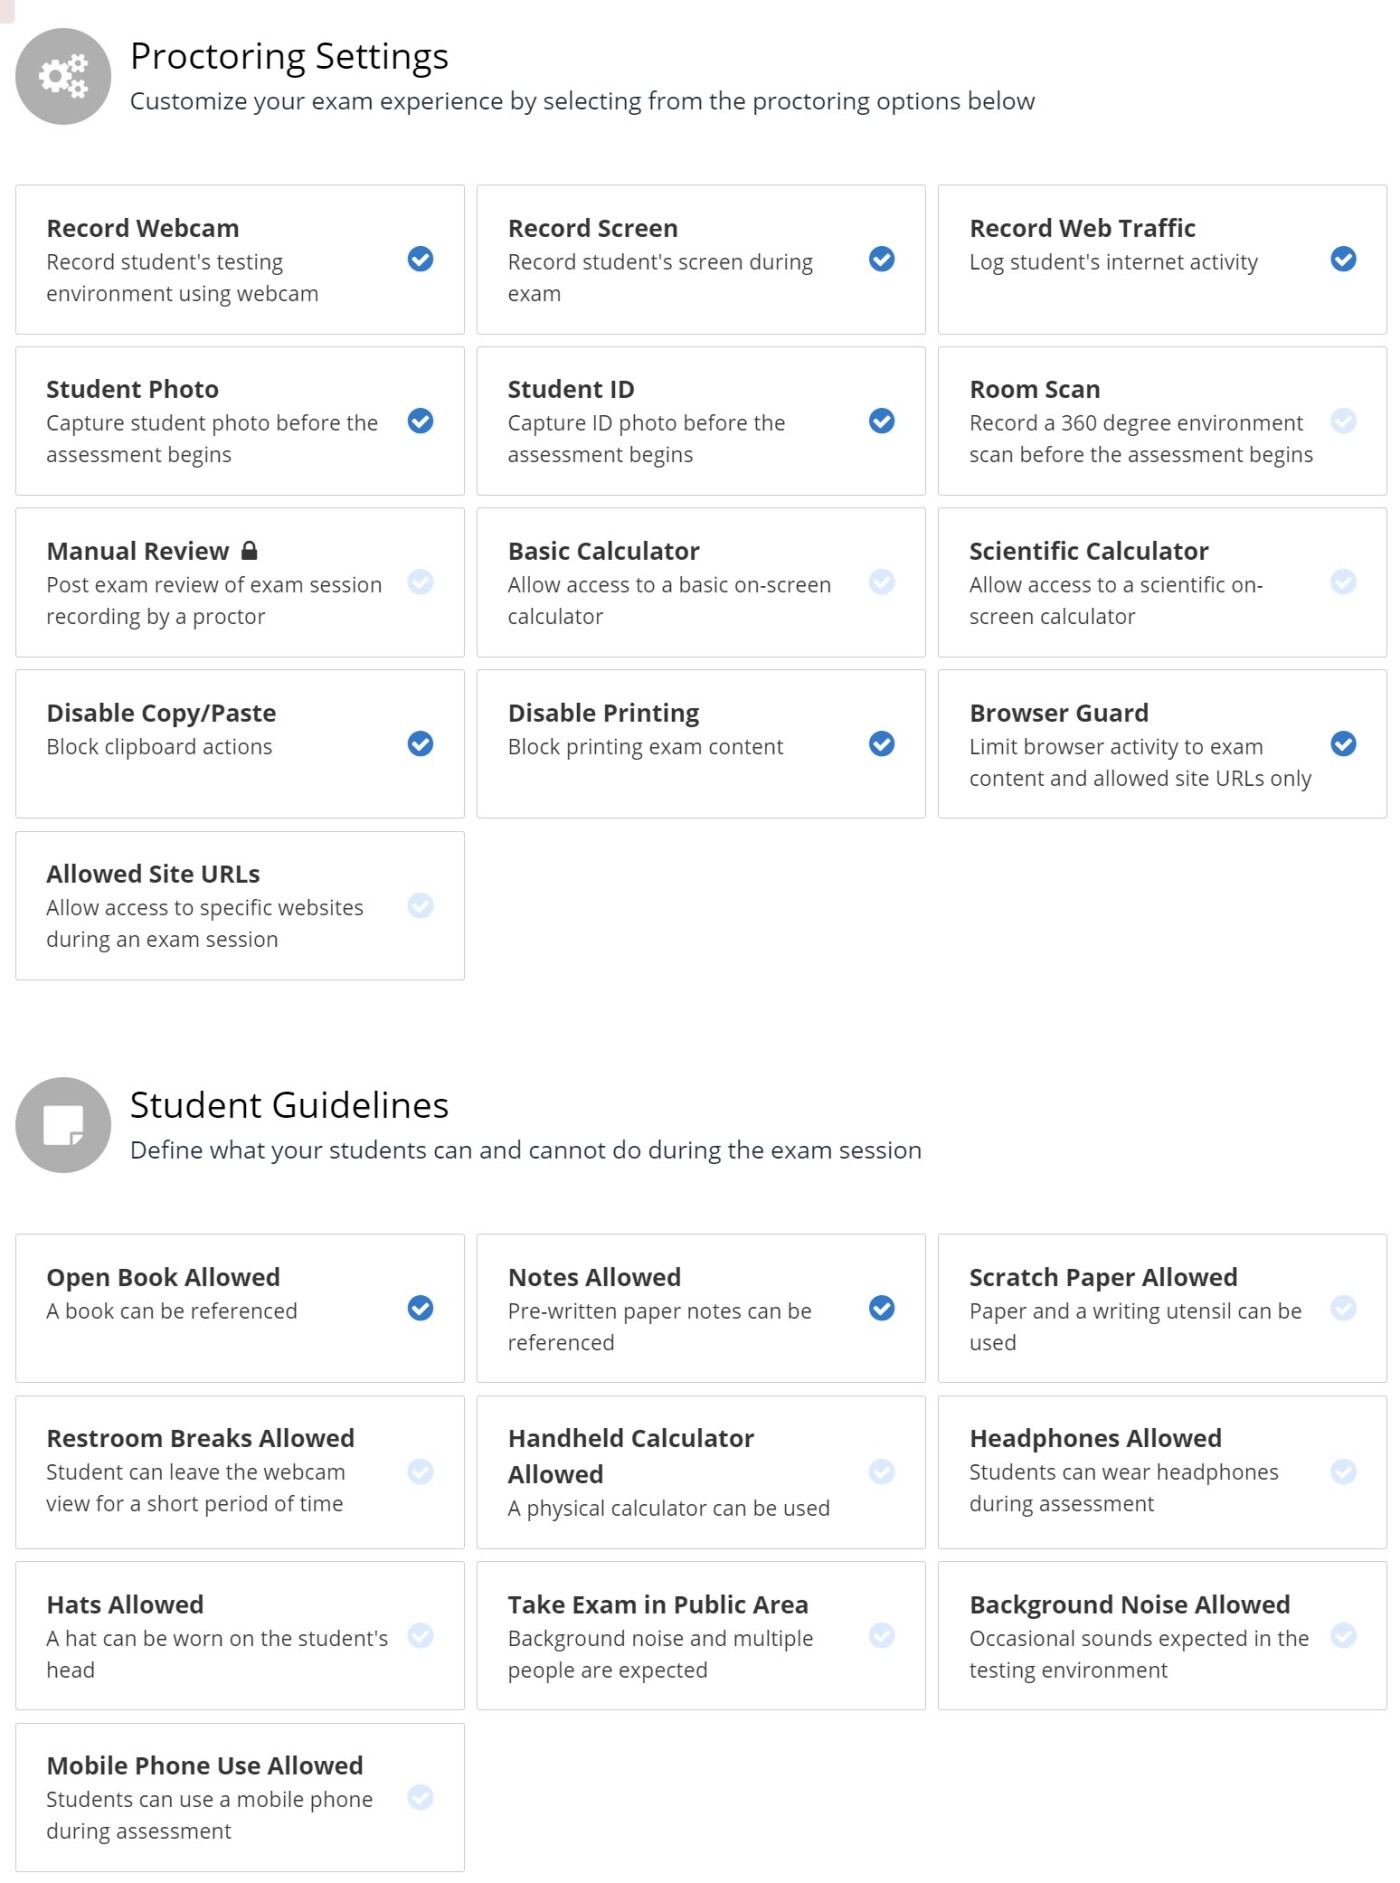 Proctoring Settings
Customize your exam experience by selecting from the proctoring options below
Record Webcam
Record student's testing
environment using webcam
Record Screen
Record student's screen during
exam
Record Web Traffic
Log student's internet activity
Student Photo
Capture student photo before the
assessment begins
Student ID
Capture ID photo before the
assessment begins
Room Scan
Record a 360 degree environment
scan before the assessment begins
Manual Review
Post exam review of exam session
recording by a proctor
Basic Calculator
Allow access to a basic on-screen
calculator
Scientific Calculator
Allow access to a scientific on-
screen calculator
Disable Copy/Paste
Block clipboard actions
Disable Printing
Block printing exam content
Browser Guard
Limit browser activity to exam
content and allowed site URLs only
Allowed Site URLs
Allow access to specific websites
during an exam session
Student Guidelines
Define what your students can and cannot do during the exam session
Open Book Allowed
A book can be referenced
Notes Allowed
Pre-written paper notes can be
referenced
Scratch Paper Allowed
Paper and a writing utensil can be
used
Restroom Breaks Allowed
Student can leave the webcam
view for a short period of time
Handheld Calculator
Allowed
A physical calculator can be used
Headphones Allowed
Students can wear headphones
during assessment
Hats Allowed
A hat can be worn on the student's
head
Take Exam in Public Area
Background noise and multiple
people are expected
Background Noise Allowed
Occasional sounds expected in the
testing environment
Mobile Phone Use Allowed
Students can use a mobile phone
during assessment